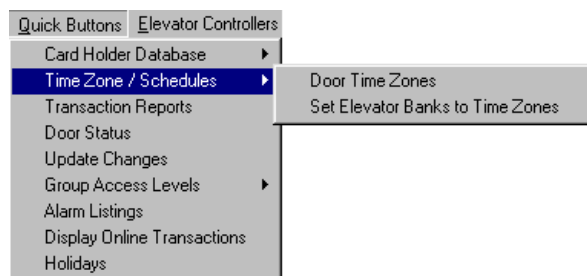 Quick Buttons Elevator Controllers
Card Holder Database
Time Zone / Schedules
Door Time Zones
Set Elevator Banks to Time Zones
Transaction Reports
Door Status
Update Changes
Group Access Levels
Alarm Listings
Display Online Transactions
Holidays